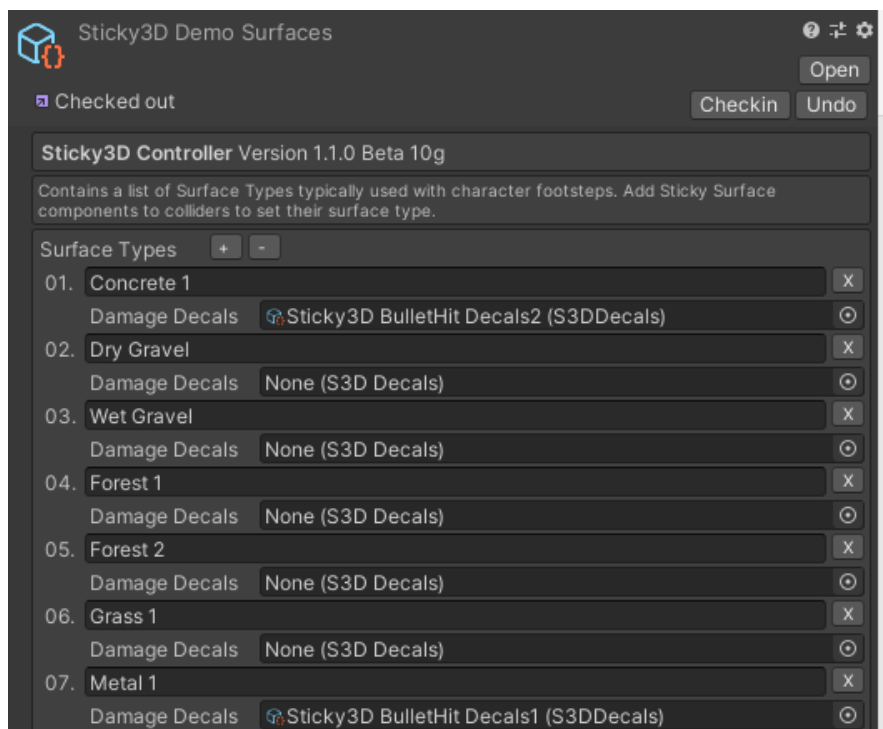 Sticky3D Demo Surfaces
Open
Checked out Checkin Undo
Sticky3D Controller Version 1.1.0 Beta 10g
Contains a list of Surface Types typically used with character footsteps. Add Sticky Surface
components to colliders to set their surface type.
Surface Types + -
01. Concrete 1 X
Damage Decals Sticky3D BulletHit Decals2 (S3DDecals)
02. Dry Gravel X
Damage Decals None (S3D Decals)
03. Wet Gravel X
Damage Decals None (S3D Decals)
04. Forest 1 X
Damage Decals None (S3D Decals)
05. Forest 2 X
Damage Decals None (S3D Decals)
06. Grass 1 X
Damage Decals None (S3D Decals)
07. Metal 1 X
Damage Decals Sticky3D BulletHit Decals1 (S3DDecals)